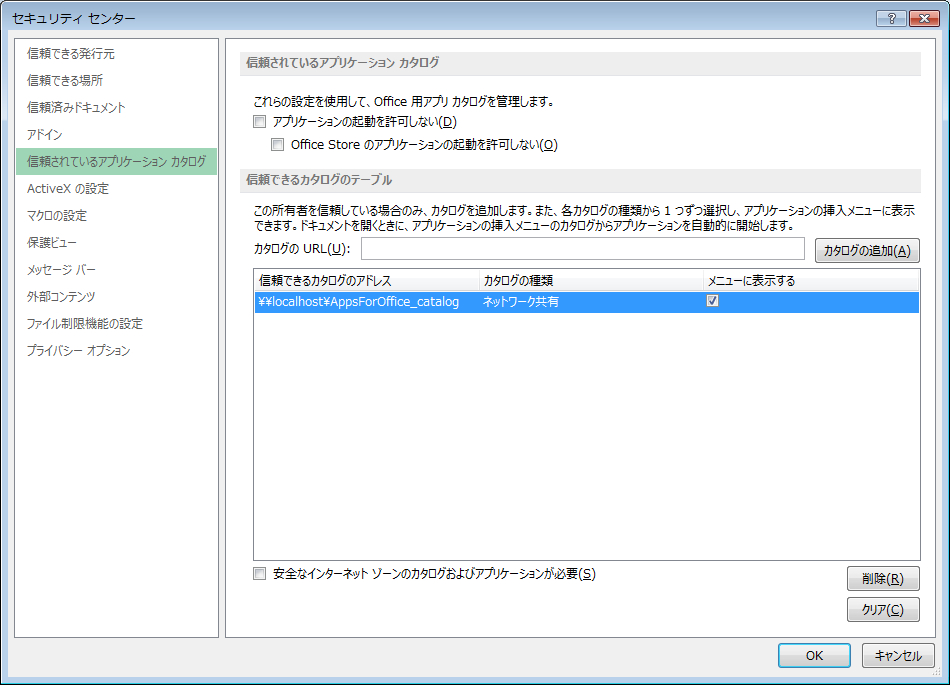 セキュリティ センター
?
信頼できる発行元
信頼できる場所
信頼済みドキュメント
アドイン
信頼されているアプリケーション カタログ
ActiveX の設定
マクロの設定
保護ビュー
メッセージ バー
外部コンテンツ
ファイル制限機能の設定
プライバシー オプション
信頼されているアプリケーション カタログ
これらの設定を使用して、Office 用アプリ カタログを管理します。
アプリケーションの起動を許可しない(D)
Office Store のアプリケーションの起動を許可しない(O)
信頼できるカタログのテーブル
この所有者を信頼している場合のみ、カタログを追加します。また、各カタログの種類から 1 つずつ選択し、アプリケーションの挿入メニューに表示
できます。ドキュメントを開くときに、アプリケーションの挿入メニューのカタログからアプリケーションを自動的に開始します。
カタログの URL(U):
カタログの追加(A)
信頼できるカタログのアドレス カタログの種類 メニューに表示する
¥¥localhost¥AppsForOffice_catalog ネットワーク共有
安全なインターネット ゾーンのカタログおよびアプリケーションが必要(S)
削除(R)
クリア(C)
OK キャンセル